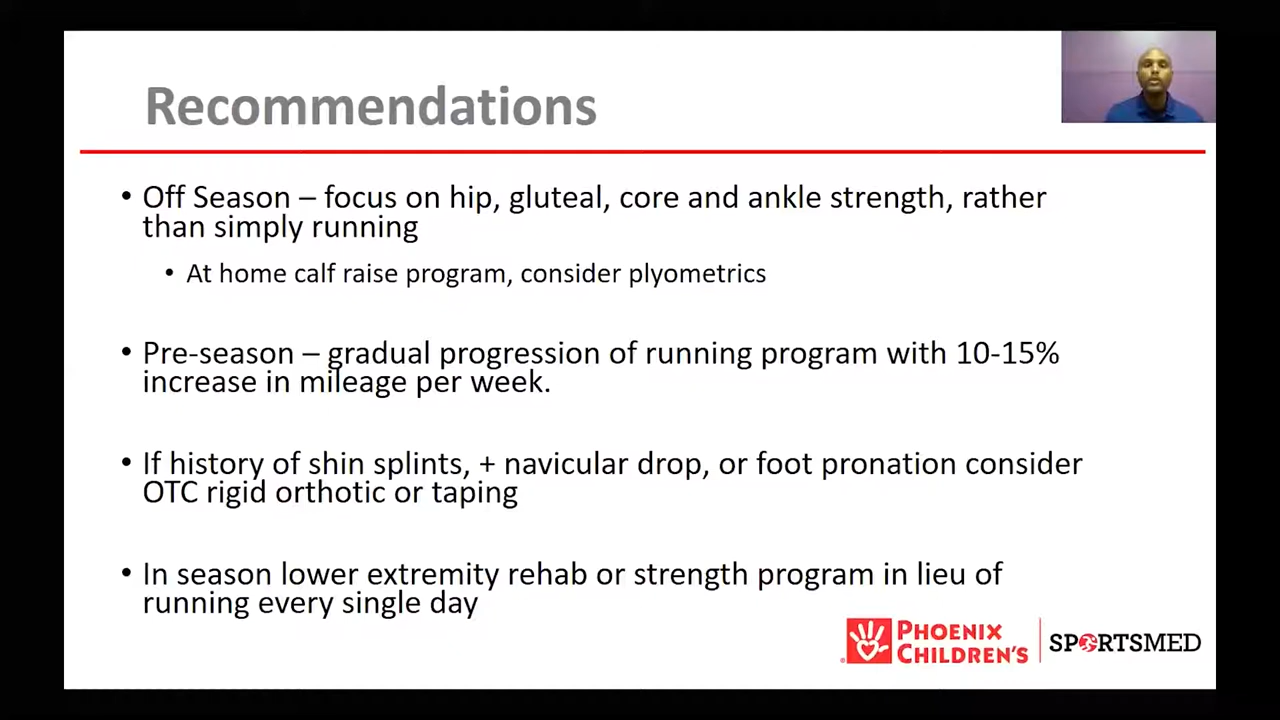 Recommendations
• Off Season – focus on hip, gluteal, core and ankle strength, rather
than simply running
• At home calf raise program, consider plyometrics
• Pre-season – gradual progression of running program with 10-15%
increase in mileage per week.
• If history of shin splints, + navicular drop, or foot pronation consider
OTC rigid orthotic or taping
• In season lower extremity rehab or strength program in lieu of
running every single day
PHOENIX
CHILDREN'S
SPORTSMED